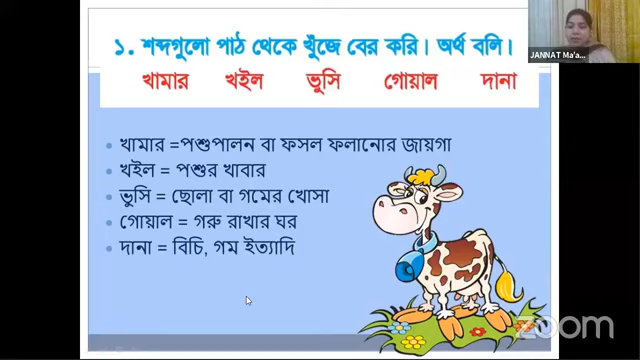 ১. শব্দগুলো পাঠ থেকে খুঁজে বের করি। অর্থ বলি।
খামার খইল ভুসি গোয়াল দানা
খামার =পশুপালন বা ফসল ফলানোর জায়গা
খইল = পশুর খাবার
ভুসি = ছোলা বা গমের খোসা
গোয়াল = গরু রাখার ঘর
দানা = বিচি, গম ইত্যাদি
JANNAT Ma'a...
zoom